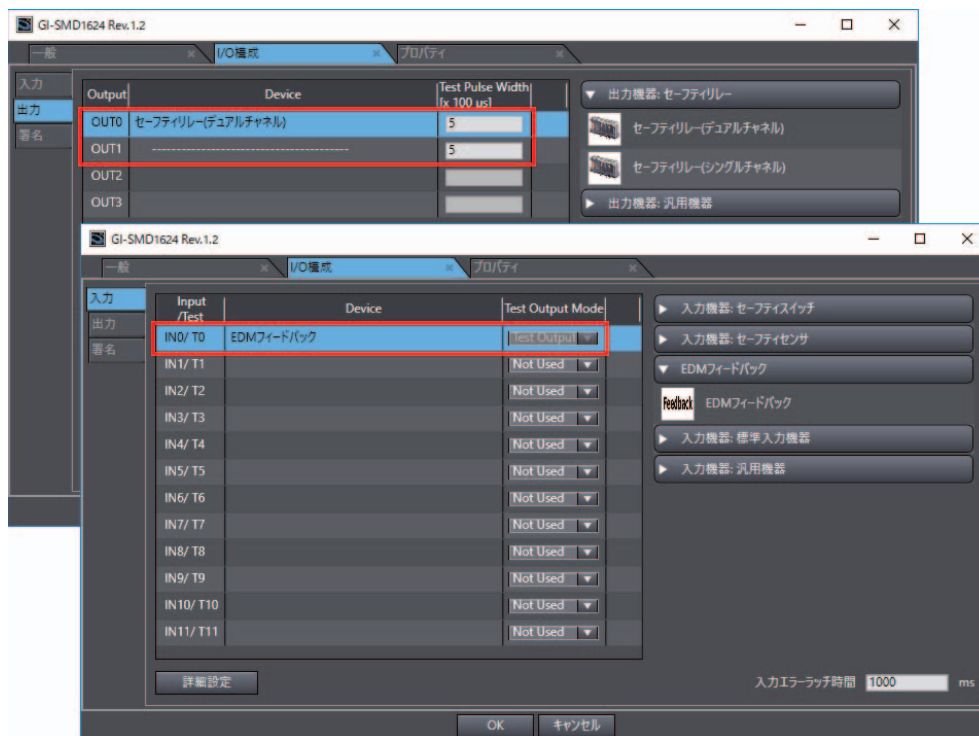 GI-SMD1624 Rev.1.2
一般
I/O構成
プロパティ
入力
出力
署名
Output
Device
Test Pulse Width
[x 100 μs]
OUT0 セーフティリレー(デュアルチャネル) 5
OUT1 ---------------------------------------- 5
OUT2
OUT3
出力機器: セーフティリレー
セーフティリレー(デュアルチャネル)
セーフティリレー(シングルチャネル)
出力機器: 汎用機器
GI-SMD1624 Rev.1.2
一般
I/O構成
プロパティ
入力
出力
署名
Input
/Test
Device
Test Output Mode
IN0/ T0 EDMフィードバック Test Output
IN1/ T1 Not Used
IN2/ T2 Not Used
IN3/ T3 Not Used
IN4/ T4 Not Used
IN5/ T5 Not Used
IN6/ T6 Not Used
IN7/ T7 Not Used
IN8/ T8 Not Used
IN9/ T9 Not Used
IN10/ T10 Not Used
IN11/ T11 Not Used
入力機器: セーフティスイッチ
入力機器: セーフティセンサ
EDMフィードバック
Feedback EDMフィードバック
入力機器: 標準入力機器
入力機器: 汎用機器
詳細設定
入力エラーラッチ時間 1000 ms
OK
キャンセル